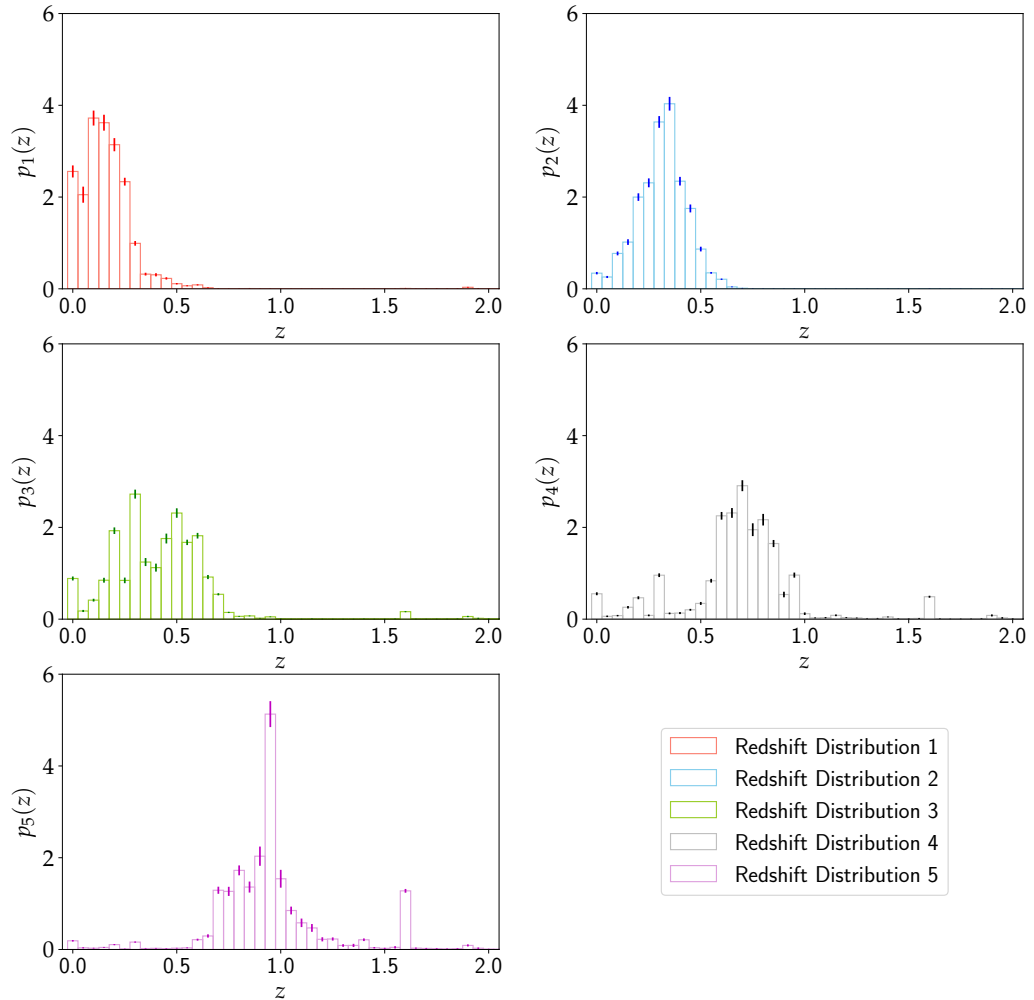 6
4
2
0
p₁(z)
0.0 0.5 1.0 1.5 2.0
z
6
4
2
0
p₂(z)
0.0 0.5 1.0 1.5 2.0
z
6
4
2
0
p₃(z)
0.0 0.5 1.0 1.5 2.0
z
6
4
2
0
p₄(z)
0.0 0.5 1.0 1.5 2.0
z
6
4
2
0
p₅(z)
0.0 0.5 1.0 1.5 2.0
z
Redshift Distribution 1
Redshift Distribution 2
Redshift Distribution 3
Redshift Distribution 4
Redshift Distribution 5